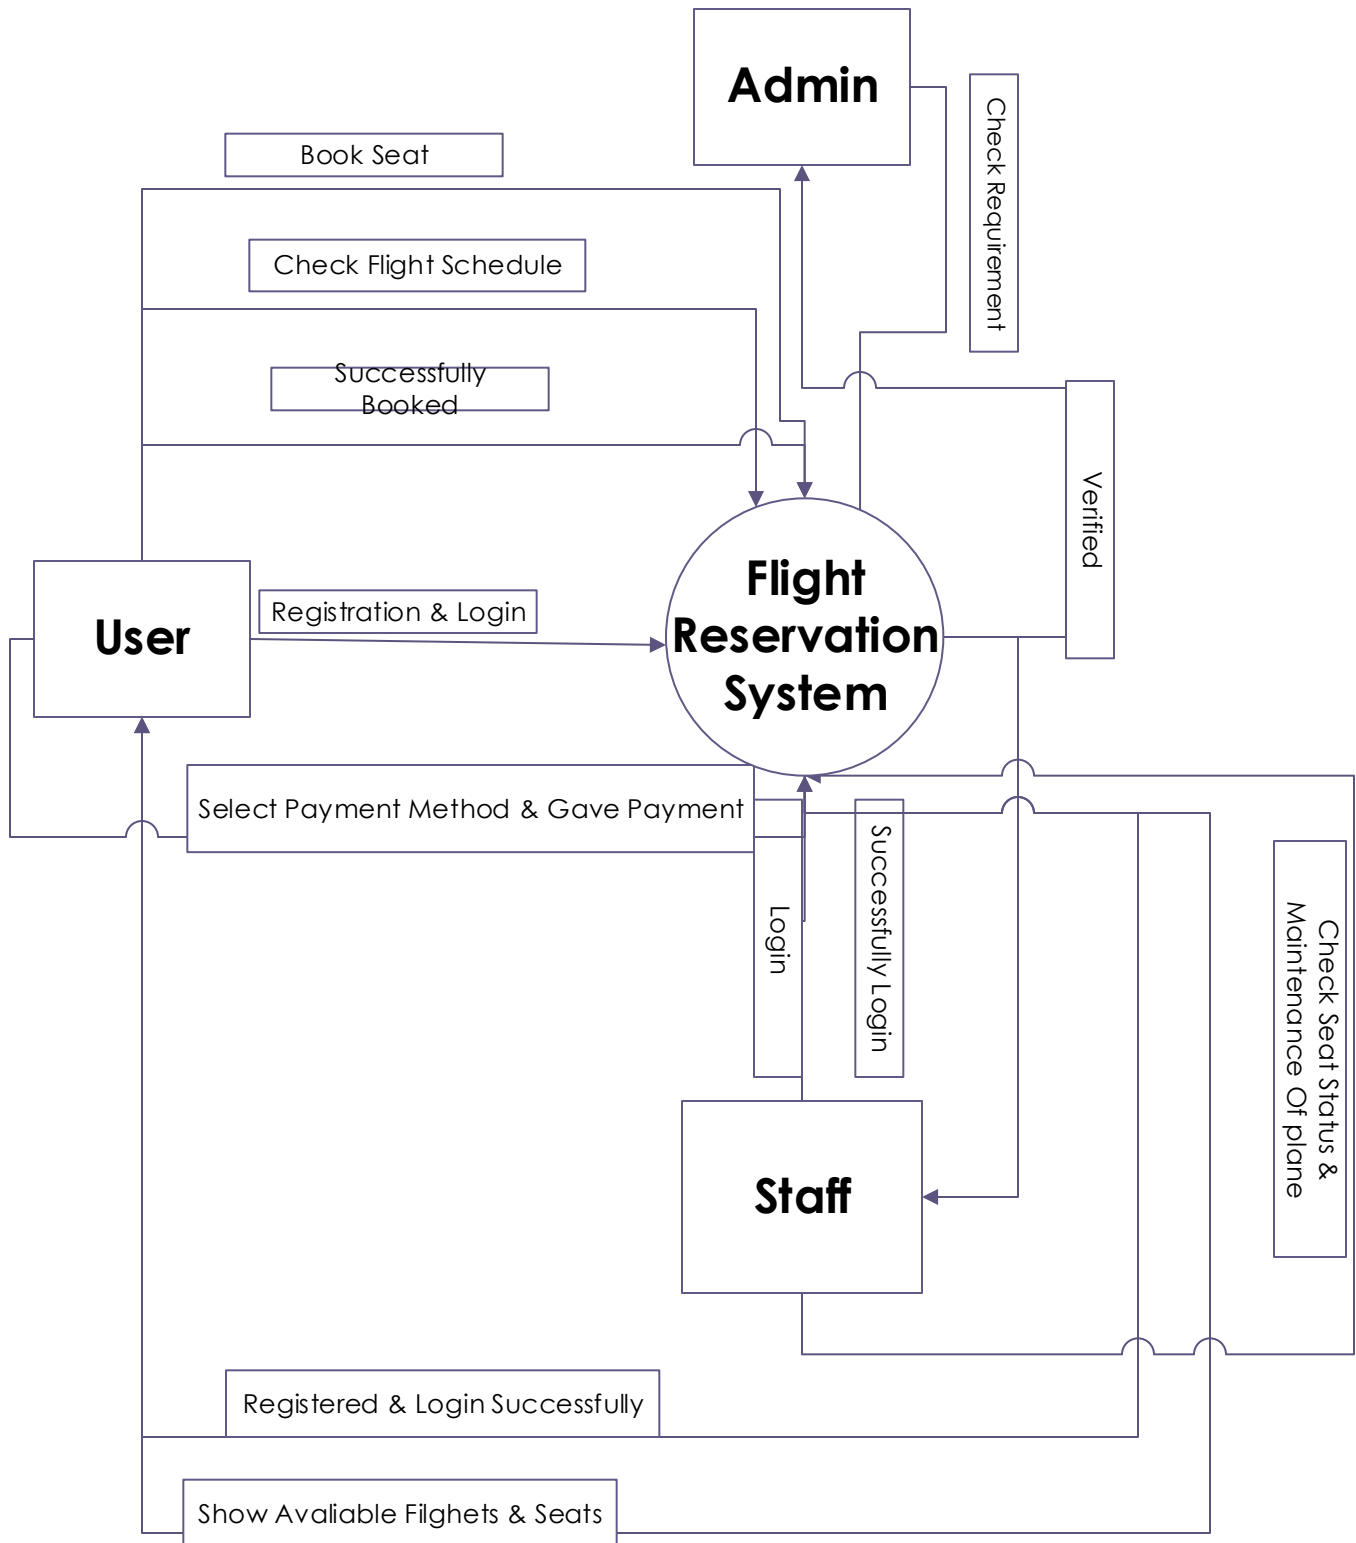 Admin
Check Requirement
Book Seat
Check Flight Schedule
Successfully
Booked
Verified
Flight
Reservation
System
Registration & Login
User
Select Payment Method & Gave Payment
Login
Successfully Login
Check Seat Status &
Maintenance Of plane
Staff
Registered & Login Successfully
Show Avaliable Filghets & Seats